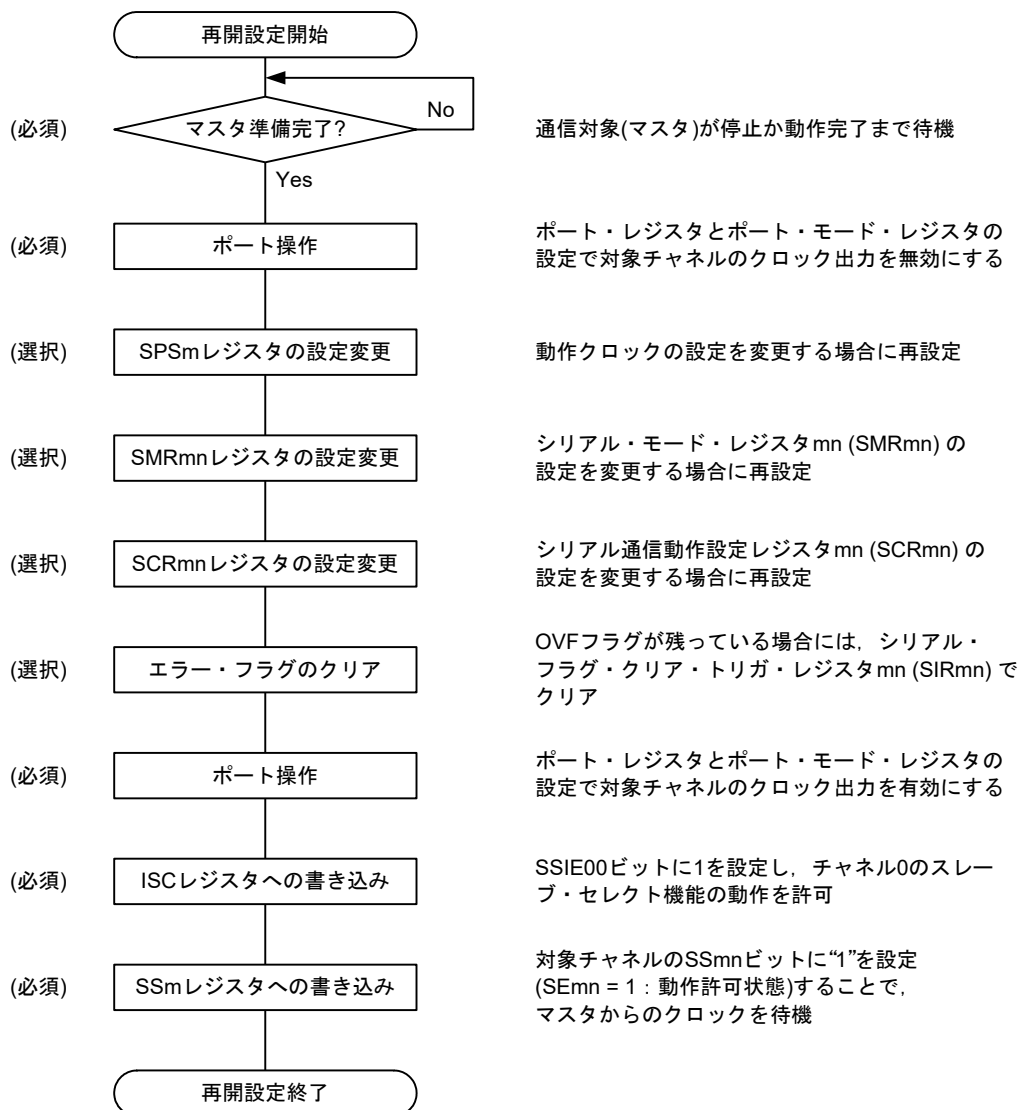 再開設定開始
No
(必須)
マスタ準備完了?
通信対象(マスタ)が停止か動作完了まで待機
Yes
(必須)
ポート操作
ポート・レジスタとポート・モード・レジスタの
設定で対象チャネルのクロック出力を無効にする
(選択)
SPSmレジスタの設定変更
動作クロックの設定を変更する場合に再設定
(選択)
SMRmnレジスタの設定変更
シリアル・モード・レジスタmn (SMRmn) の
設定を変更する場合に再設定
(選択)
SCRmnレジスタの設定変更
シリアル通信動作設定レジスタmn (SCRmn) の
設定を変更する場合に再設定
(選択)
エラー・フラグのクリア
OVFフラグが残っている場合には，シリアル・
フラグ・クリア・トリガ・レジスタmn (SIRmn) で
クリア
(必須)
ポート操作
ポート・レジスタとポート・モード・レジスタの
設定で対象チャネルのクロック出力を有効にする
(必須)
ISCレジスタへの書き込み
SSIE00ビットに1を設定し，チャネル0のスレー
ブ・セレクト機能の動作を許可
(必須)
SSmレジスタへの書き込み
対象チャネルのSSmnビットに“1”を設定
(SEmn = 1：動作許可状態)することで，
マスタからのクロックを待機
再開設定終了